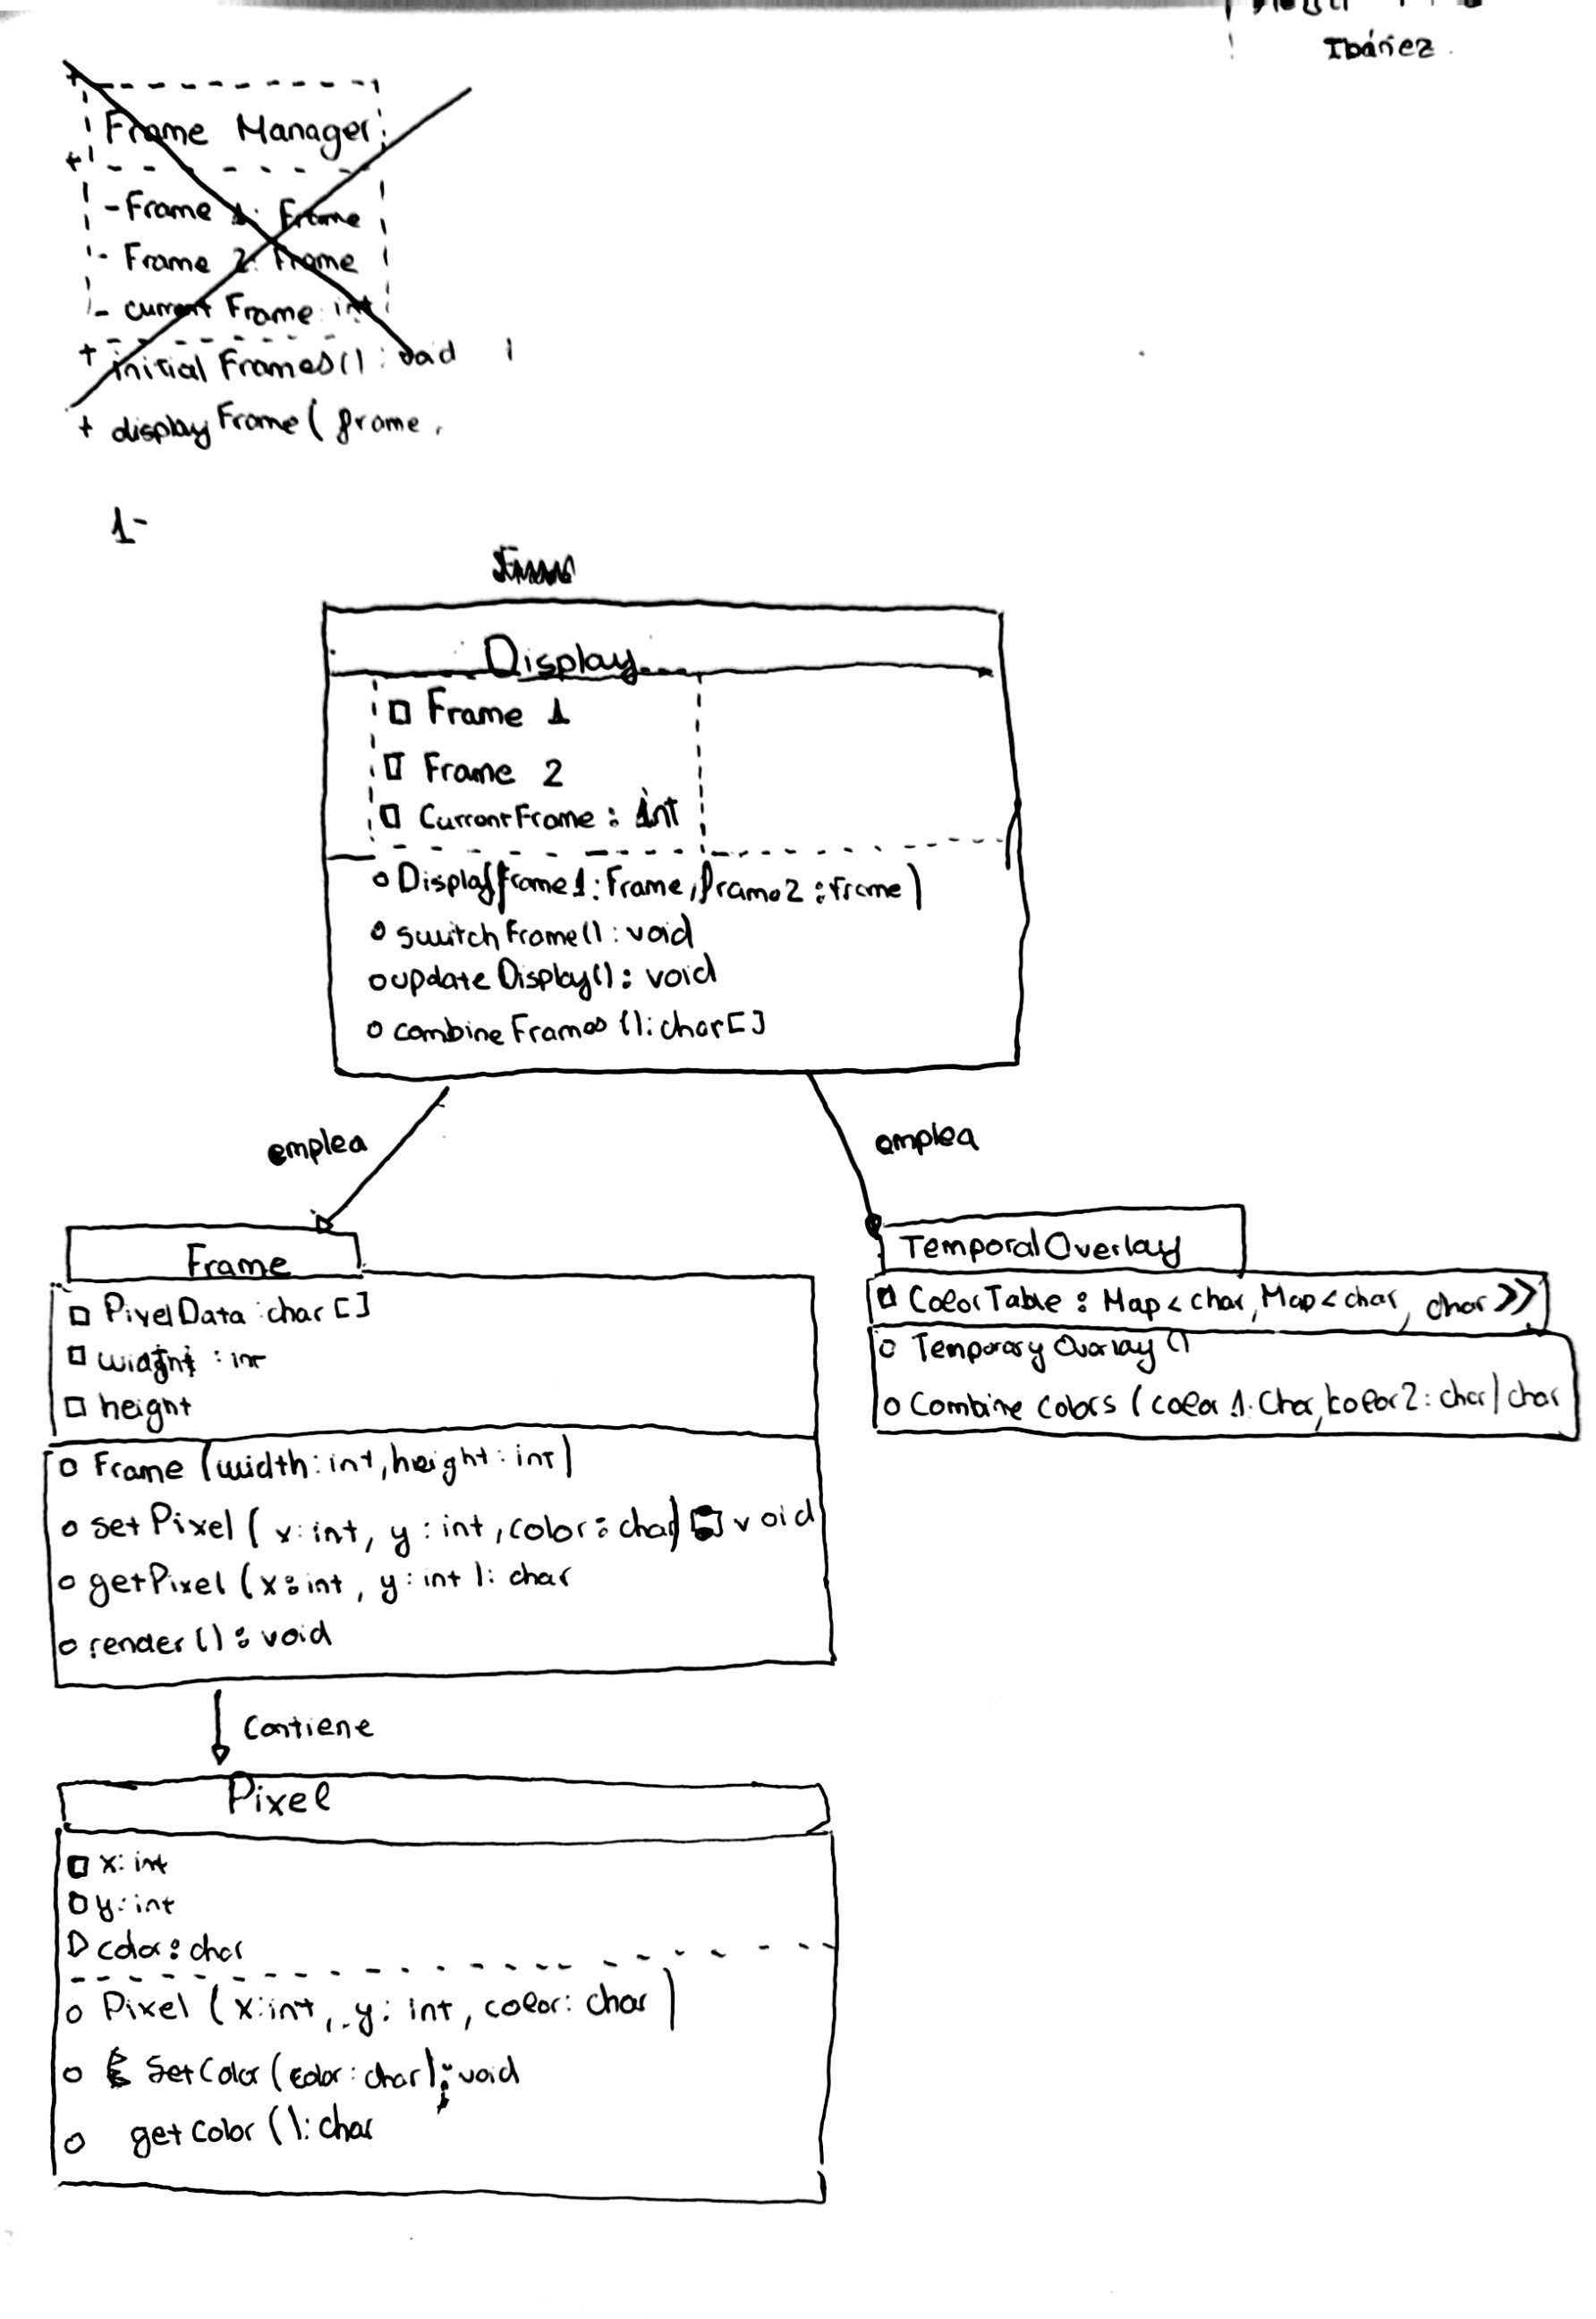 Ibáñez
Frame Manager
- Frame 1: Frame
- Frame 2: Frame
- current Frame int
+ initial Frames() : void
+ display Frame ( frame,
1-
Display
□ Frame 1
□ Frame 2
□ CurrentFrame : int
o Display(frame1: Frame, frame2 : frame)
o switchFrame() : void
o update Display() : void
o combine Frames () : char[]
emplea
emplea
Frame
□ PixelData : char []
□ widht : int
□ height
o Frame (width : int, height : int)
o set Pixel ( x : int, y : int, color : char) void
o getPixel (x : int, y : int ) : char
o render () : void
TemporalOverlay
□ ColorTable : Map < char, Map < char, char >>
o Temporary Overlay ()
o Combine Colors ( color 1 : Char, color 2 : char) char
Contiene
Pixel
□ x : int
□ y : int
□ color : char
o Pixel ( x : int, y : int, color : char )
o Set Color ( color : char ) : void
o get Color () : char